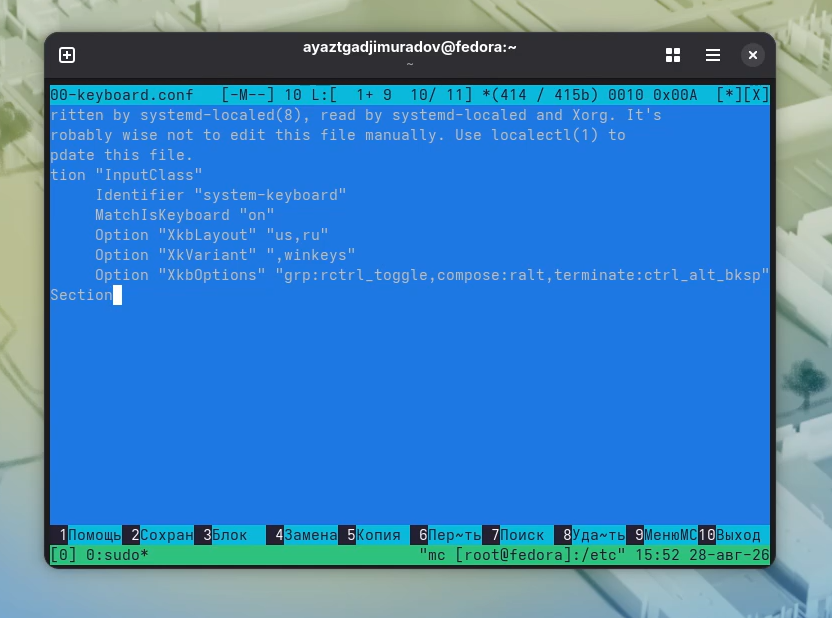 ayaztgadjimuradov@fedora:~
~
00-keyboard.conf [-M--] 10 L:[ 1+ 9 10/ 11] *(414 / 415b) 0010 0x00A [*][X]
ritten by systemd-localed(8), read by systemd-localed and Xorg. It's
robably wise not to edit this file manually. Use localectl(1) to
pdate this file.
tion "InputClass"
Identifier "system-keyboard"
MatchIsKeyboard "on"
Option "XkbLayout" "us,ru"
Option "XkVariant" ",winkeys"
Option "XkbOptions" "grp:rctrl_toggle,compose:ralt,terminate:ctrl_alt_bksp"
Section
1Помощь 2Сохран 3Блок 4Замена 5Копия 6Пер~ть 7Поиск 8Уда~ть 9МенюMC 10Выход
[0] 0:sudo* "mc [root@fedora]:/etc" 15:52 28-авг-26